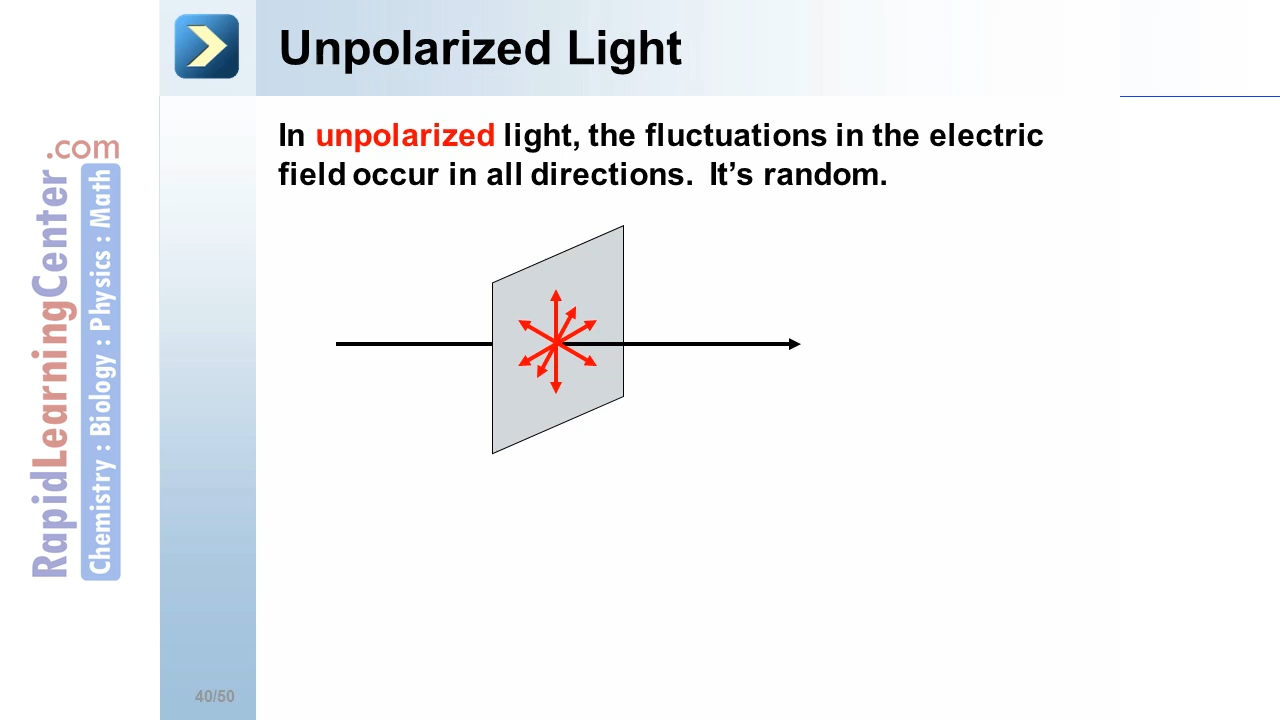 Unpolarized Light
In unpolarized light, the fluctuations in the electric
field occur in all directions.  It’s random.
RapidLearningCenter.com
Chemistry : Biology : Physics : Math
40/50